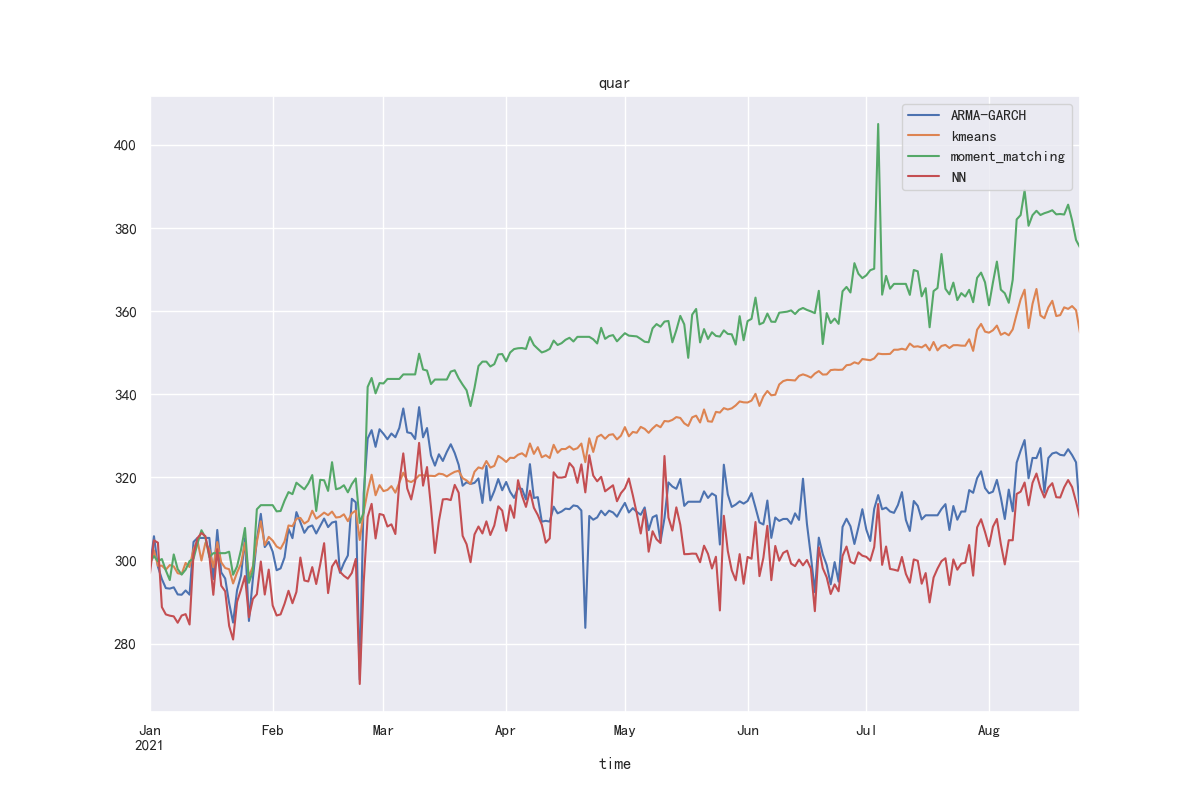 quar
ARMA-GARCH
kmeans
moment_matching
NN
400
380
360
340
320
300
280
Jan Feb Mar Apr May Jun Jul Aug
2021
time